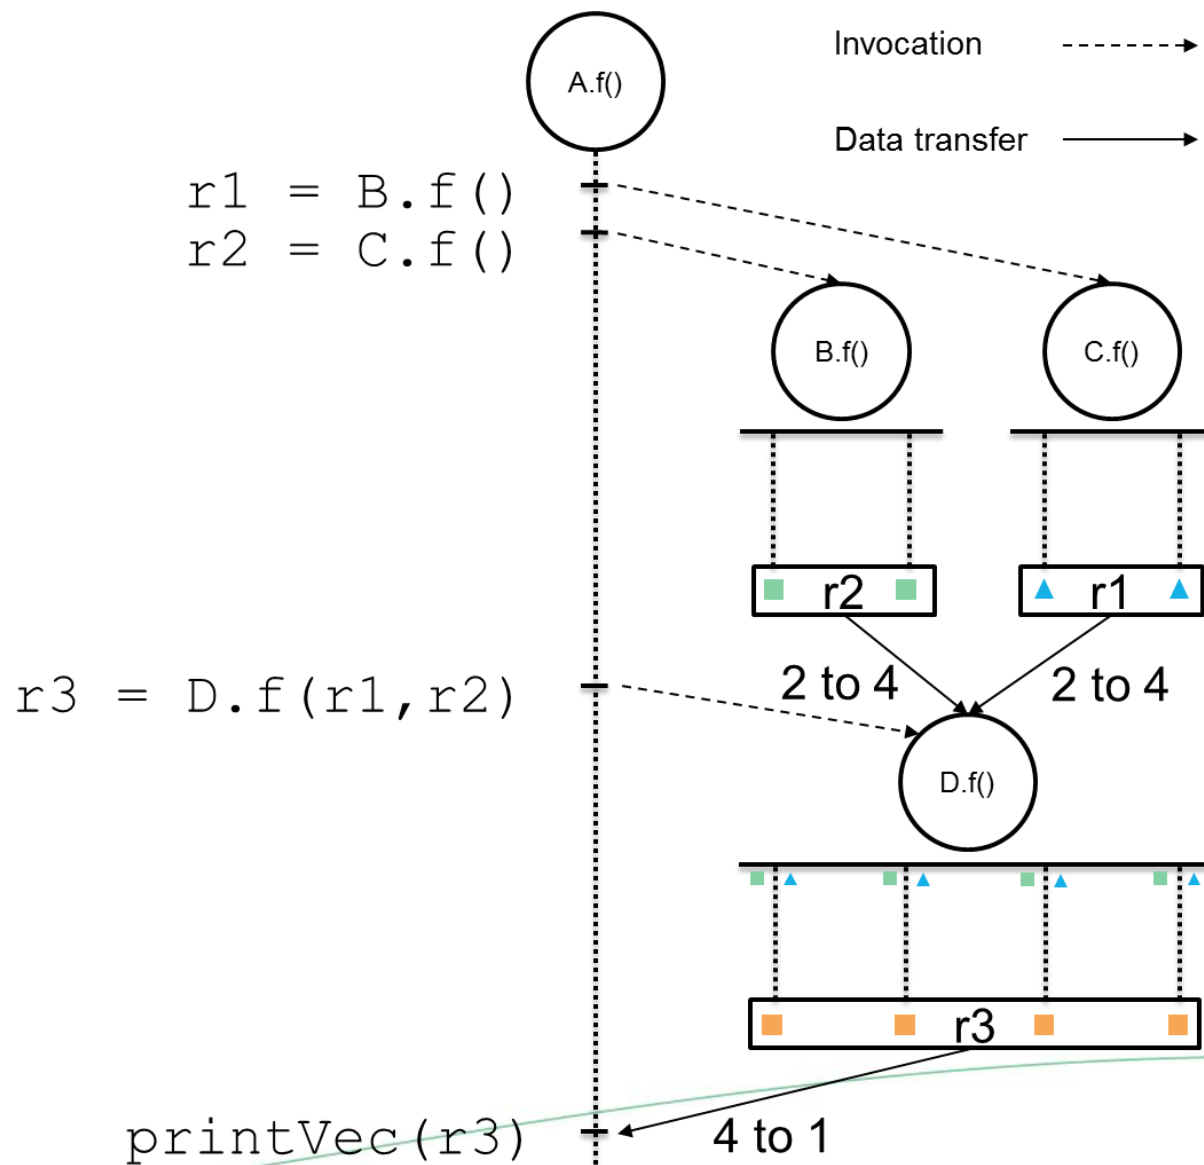 Invocation
A.f()
Data transfer
r1 = B.f()
r2 = C.f()
B.f()
C.f()
r2
r1
2 to 4
2 to 4
r3 = D.f(r1,r2)
D.f()
r3
printVec(r3)
4 to 1